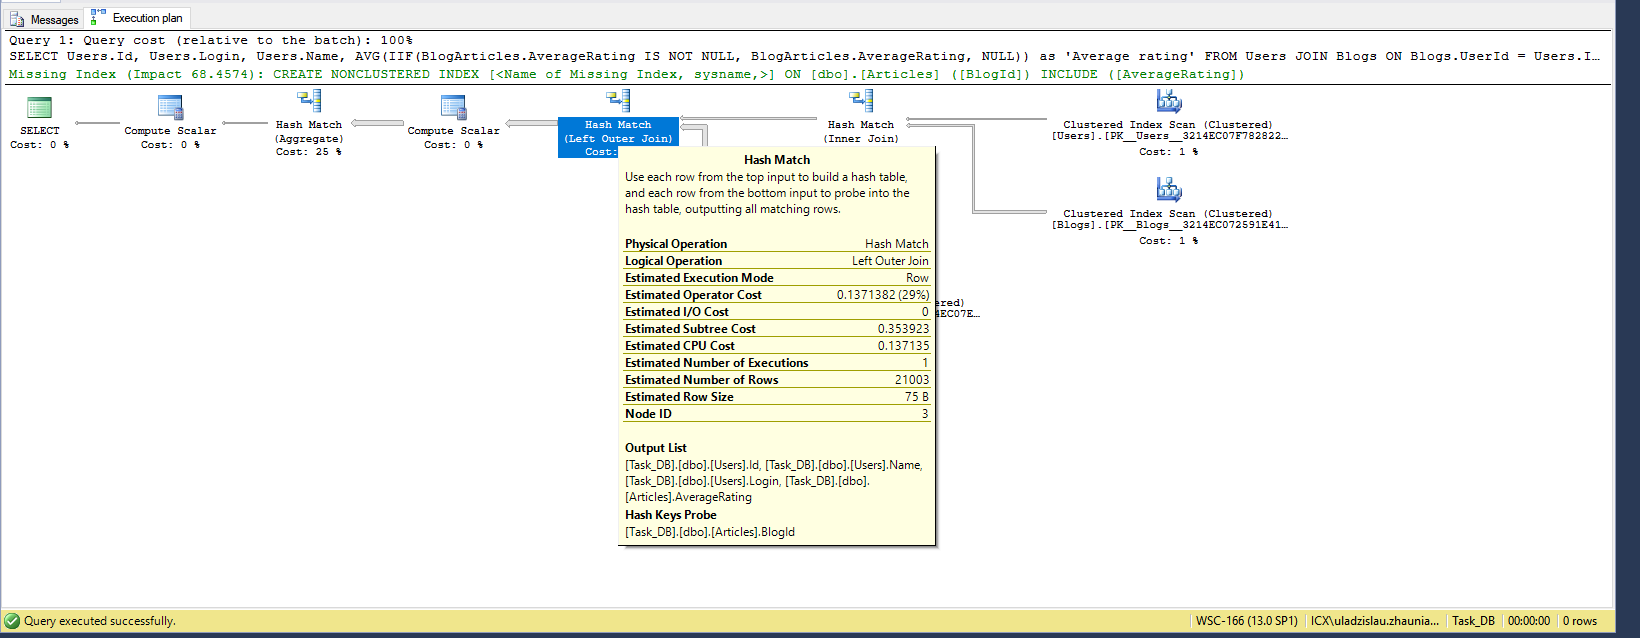 Messages
Execution plan
Query 1: Query cost (relative to the batch): 100%
SELECT Users.Id, Users.Login, Users.Name, AVG(IIF(BlogArticles.AverageRating IS NOT NULL, BlogArticles.AverageRating, NULL)) as 'Average rating' FROM Users JOIN Blogs ON Blogs.UserId = Users.I…
Missing Index (Impact 68.4574): CREATE NONCLUSTERED INDEX [<Name of Missing Index, sysname,>] ON [dbo].[Articles] ([BlogId]) INCLUDE ([AverageRating])
SELECT
Cost: 0 %
Compute Scalar
Cost: 0 %
Hash Match
(Aggregate)
Cost: 25 %
Compute Scalar
Cost: 0 %
Hash Match
(Left Outer Join)
Cost:
Hash Match
(Inner Join)
Clustered Index Scan (Clustered)
[Users].[PK__Users__3214EC07F782822…
Cost: 1 %
Clustered Index Scan (Clustered)
[Blogs].[PK__Blogs__3214EC072591E41…
Cost: 1 %
ered)
4EC07E…
Hash Match
Use each row from the top input to build a hash table,
and each row from the bottom input to probe into the
hash table, outputting all matching rows.
Physical Operation Hash Match
Logical Operation Left Outer Join
Estimated Execution Mode Row
Estimated Operator Cost 0.1371382 (29%)
Estimated I/O Cost 0
Estimated Subtree Cost 0.353923
Estimated CPU Cost 0.137135
Estimated Number of Executions 1
Estimated Number of Rows 21003
Estimated Row Size 75 B
Node ID 3
Output List
[Task_DB].[dbo].[Users].Id, [Task_DB].[dbo].[Users].Name,
[Task_DB].[dbo].[Users].Login, [Task_DB].[dbo].
[Articles].AverageRating
Hash Keys Probe
[Task_DB].[dbo].[Articles].BlogId
Query executed successfully.
WSC-166 (13.0 SP1)
ICX\uladzislau.zhaunia...
Task_DB
00:00:00
0 rows